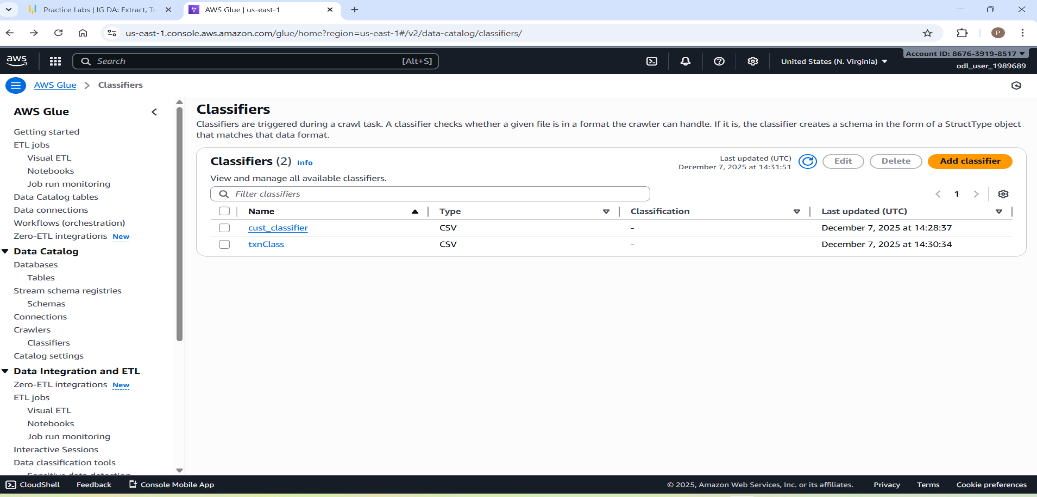 Practice Labs | IG DA: Extract, T
AWS Glue | us-east-1
us-east-1.console.aws.amazon.com/glue/home?region=us-east-1#/v2/data-catalog/classifiers/
P
aws
Search
[Alt+S]
United States (N. Virginia)
Account ID: 8676-3919-8517
odl_user_1989689
AWS Glue
Classifiers
AWS Glue
Getting started
ETL jobs
Visual ETL
Notebooks
Job run monitoring
Data Catalog tables
Data connections
Workflows (orchestration)
Zero-ETL integrations New
Data Catalog
Databases
Tables
Stream schema registries
Schemas
Connections
Crawlers
Classifiers
Catalog settings
Data Integration and ETL
Zero-ETL integrations New
ETL jobs
Visual ETL
Notebooks
Job run monitoring
Interactive Sessions
Data classification tools
Sensitive data detection
Classifiers
Classifiers are triggered during a crawl task. A classifier checks whether a given file is in a format the crawler can handle. If it is, the classifier creates a schema in the form of a StructType object
that matches that data format.
Classifiers (2) Info
Last updated (UTC)
December 7, 2025 at 14:31:51
Edit
Delete
Add classifier
View and manage all available classifiers.
Filter classifiers
1
Name Type Classification Last updated (UTC)
cust_classifier CSV - December 7, 2025 at 14:28:37
txnClass CSV - December 7, 2025 at 14:30:34
CloudShell Feedback Console Mobile App
© 2025, Amazon Web Services, Inc. or its affiliates. Privacy Terms Cookie preferences